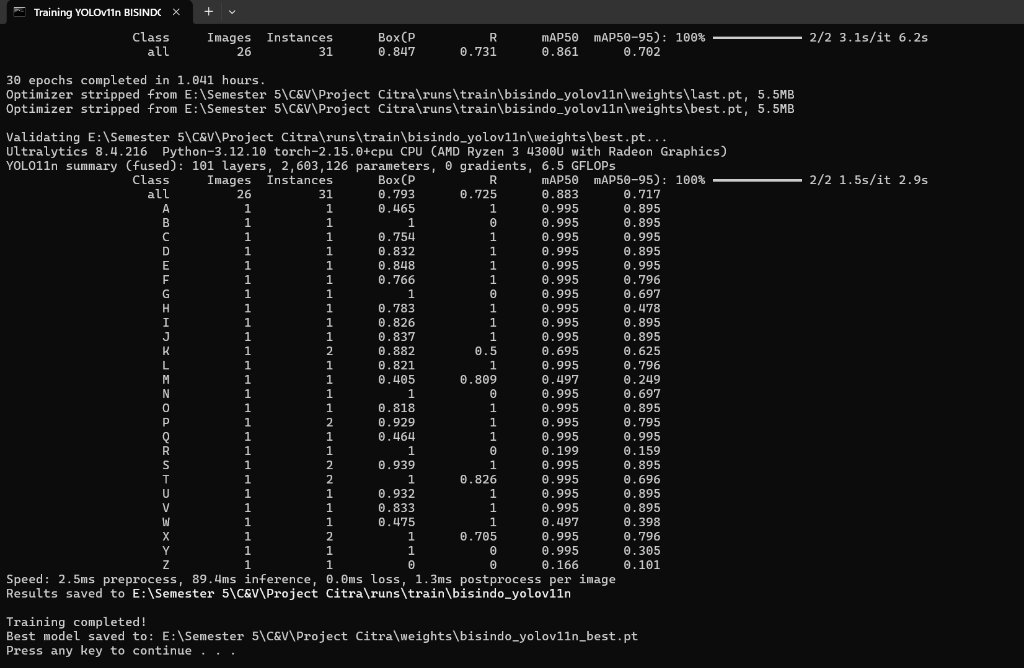 Training YOLOv11n BISINDO
Class Images Instances Box(P R mAP50 mAP50-95): 100% ━━━━━━━━━━━━ 2/2 3.1s/it 6.2s
all 26 31 0.847 0.731 0.861 0.702
30 epochs completed in 1.041 hours.
Optimizer stripped from E:\Semester 5\C&V\Project Citra\runs\train\bisindo_yolov11n\weights\last.pt, 5.5MB
Optimizer stripped from E:\Semester 5\C&V\Project Citra\runs\train\bisindo_yolov11n\weights\best.pt, 5.5MB
Validating E:\Semester 5\C&V\Project Citra\runs\train\bisindo_yolov11n\weights\best.pt...
Ultralytics 8.4.216 Python-3.12.10 torch-2.15.0+cpu CPU (AMD Ryzen 3 4300U with Radeon Graphics)
YOLO11n summary (fused): 101 layers, 2,603,126 parameters, 0 gradients, 6.5 GFLOPs
Class Images Instances Box(P R mAP50 mAP50-95): 100% ━━━━━━━━━━━━ 2/2 1.5s/it 2.9s
all 26 31 0.793 0.725 0.883 0.717
A 1 1 0.465 1 0.995 0.895
B 1 1 1 0 0.995 0.895
C 1 1 0.754 1 0.995 0.995
D 1 1 0.832 1 0.995 0.895
E 1 1 0.848 1 0.995 0.995
F 1 1 0.766 1 0.995 0.796
G 1 1 1 0 0.995 0.697
H 1 1 0.783 1 0.995 0.478
I 1 1 0.826 1 0.995 0.895
J 1 1 0.837 1 0.995 0.895
K 1 2 0.882 0.5 0.695 0.625
L 1 1 0.821 1 0.995 0.796
M 1 1 0.405 0.809 0.497 0.249
N 1 1 1 0 0.995 0.697
O 1 1 0.818 1 0.995 0.895
P 1 2 0.929 1 0.995 0.795
Q 1 1 0.464 1 0.995 0.995
R 1 1 1 0 0.199 0.159
S 1 2 0.939 1 0.995 0.895
T 1 2 1 0.826 0.995 0.696
U 1 1 0.932 1 0.995 0.895
V 1 1 0.833 1 0.995 0.895
W 1 1 0.475 1 0.497 0.398
X 1 2 1 0.705 0.995 0.796
Y 1 1 1 0 0.995 0.305
Z 1 1 0 0 0.166 0.101
Speed: 2.5ms preprocess, 89.4ms inference, 0.0ms loss, 1.3ms postprocess per image
Results saved to E:\Semester 5\C&V\Project Citra\runs\train\bisindo_yolov11n
Training completed!
Best model saved to: E:\Semester 5\C&V\Project Citra\weights\bisindo_yolov11n_best.pt
Press any key to continue . . .